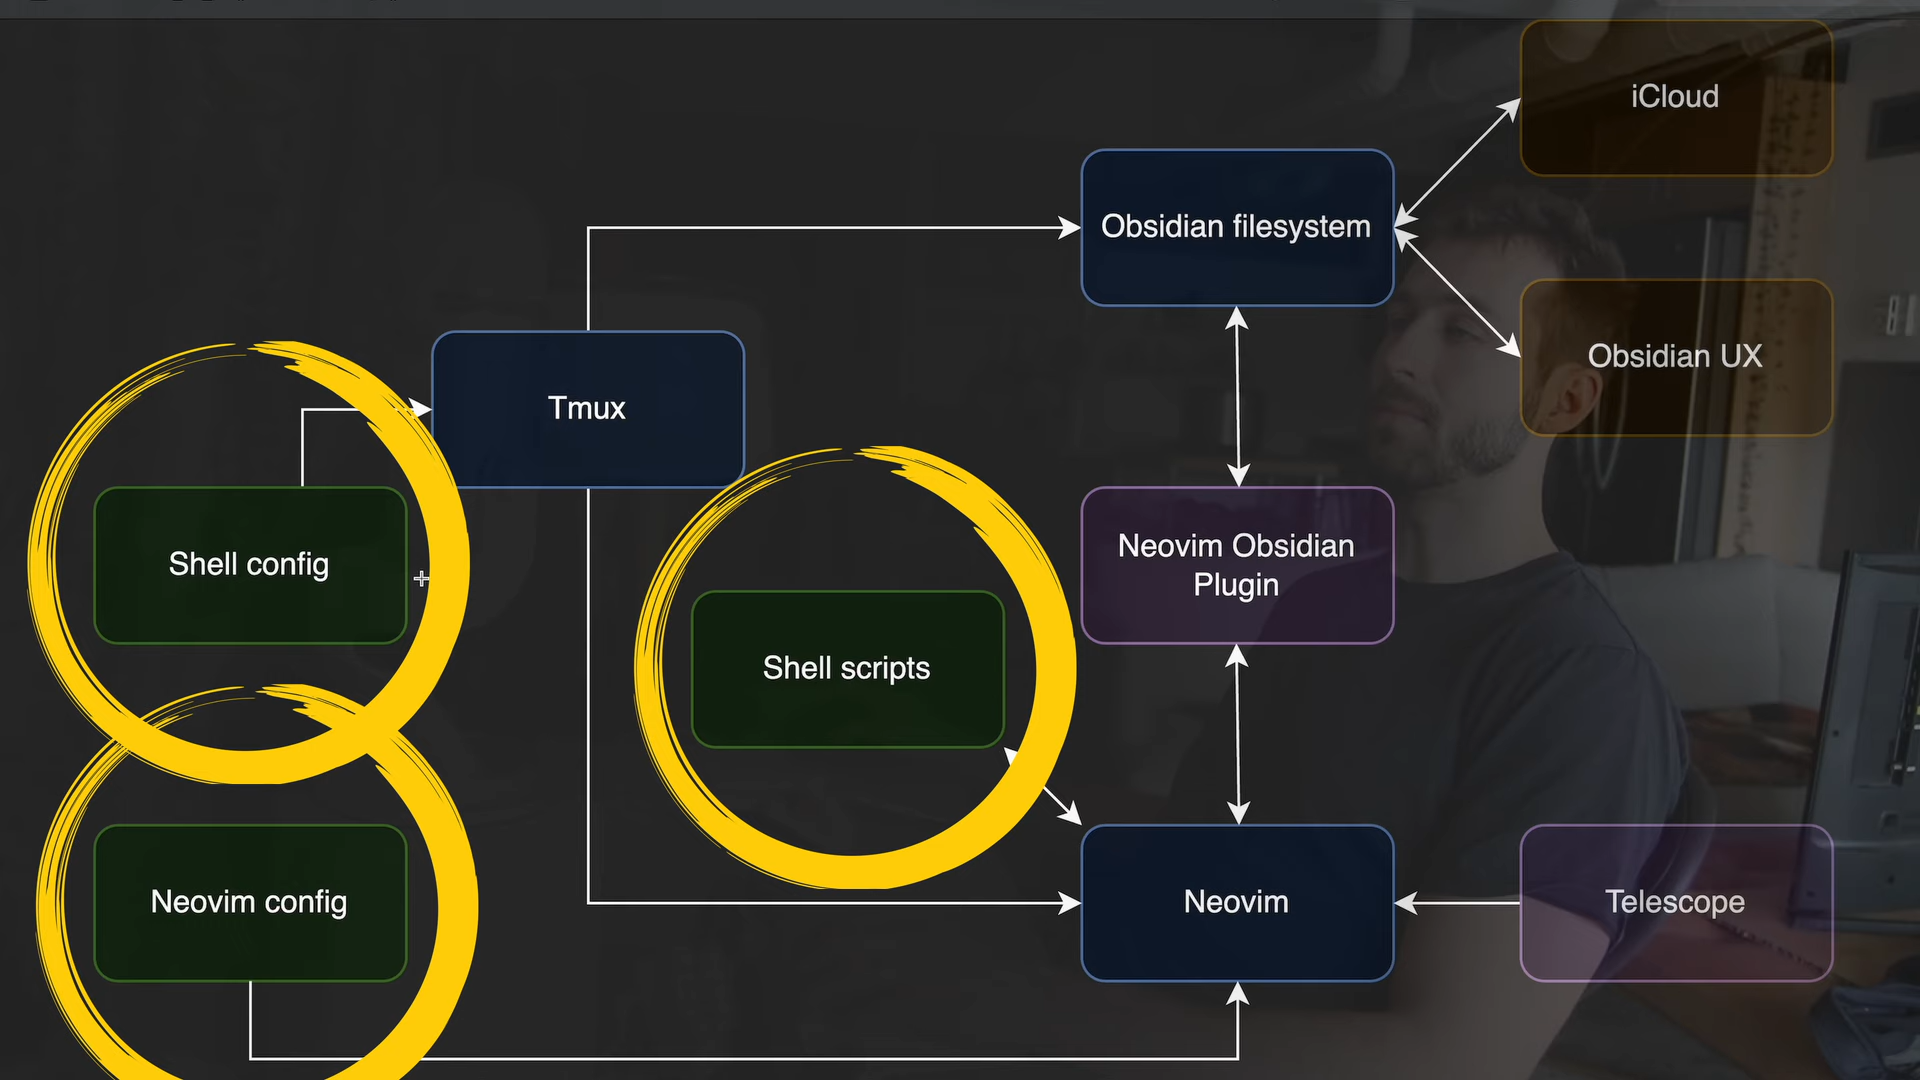 iCloud
Obsidian filesystem
Obsidian UX
Tmux
Shell config
Neovim Obsidian
Plugin
Shell scripts
Neovim config
Neovim
Telescope